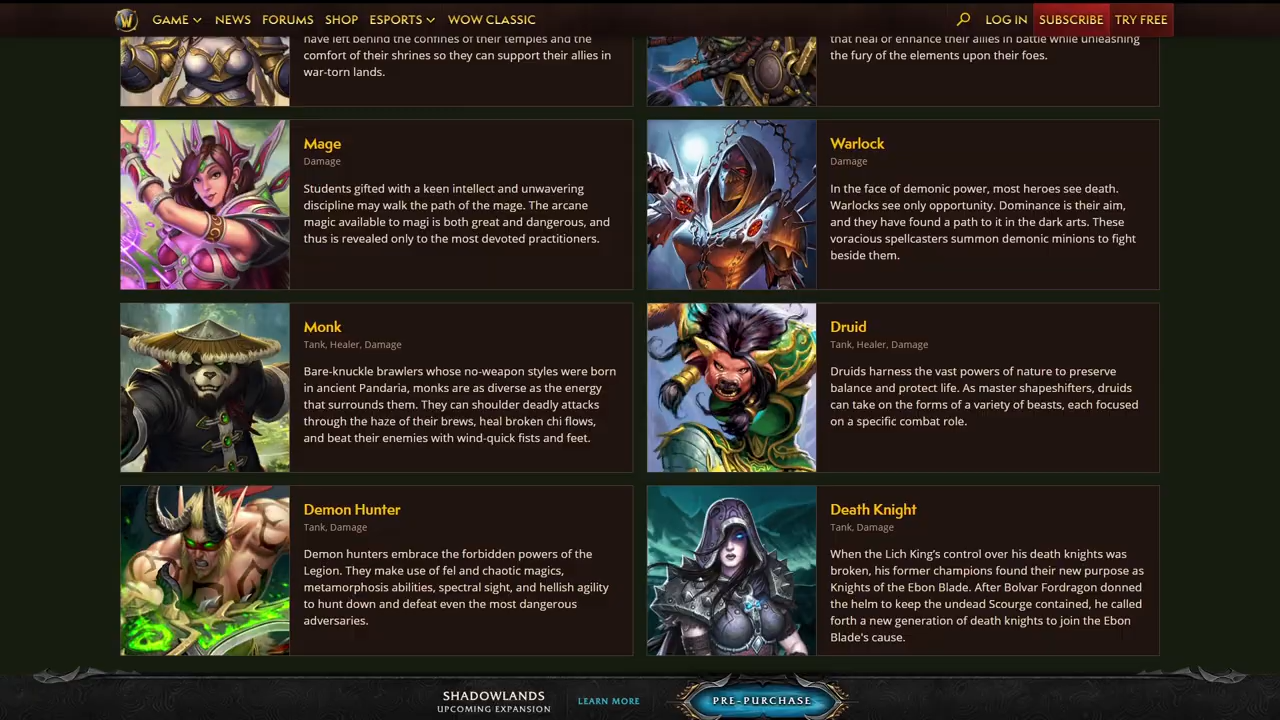 GAME NEWS FORUMS SHOP ESPORTS WOW CLASSIC LOG IN SUBSCRIBE TRY FREE
have left behind the confines of their temples and the
comfort of their shrines so they can support their allies in
war-torn lands.
that heal or enhance their allies in battle while unleashing
the fury of the elements upon their foes.
Mage
Damage
Students gifted with a keen intellect and unwavering
discipline may walk the path of the mage. The arcane
magic available to magi is both great and dangerous, and
thus is revealed only to the most devoted practitioners.
Warlock
Damage
In the face of demonic power, most heroes see death.
Warlocks see only opportunity. Dominance is their aim,
and they have found a path to it in the dark arts. These
voracious spellcasters summon demonic minions to fight
beside them.
Monk
Tank, Healer, Damage
Bare-knuckle brawlers whose no-weapon styles were born
in ancient Pandaria, monks are as diverse as the energy
that surrounds them. They can shoulder deadly attacks
through the haze of their brews, heal broken chi flows,
and beat their enemies with wind-quick fists and feet.
Druid
Tank, Healer, Damage
Druids harness the vast powers of nature to preserve
balance and protect life. As master shapeshifters, druids
can take on the forms of a variety of beasts, each focused
on a specific combat role.
Demon Hunter
Tank, Damage
Demon hunters embrace the forbidden powers of the
Legion. They make use of fel and chaotic magics,
metamorphosis abilities, spectral sight, and hellish agility
to hunt down and defeat even the most dangerous
adversaries.
Death Knight
Tank, Damage
When the Lich King's control over his death knights was
broken, his former champions found their new purpose as
Knights of the Ebon Blade. After Bolvar Fordragon donned
the helm to keep the undead Scourge contained, he called
forth a new generation of death knights to join the Ebon
Blade's cause.
SHADOWLANDS
UPCOMING EXPANSION
LEARN MORE
PRE-PURCHASE